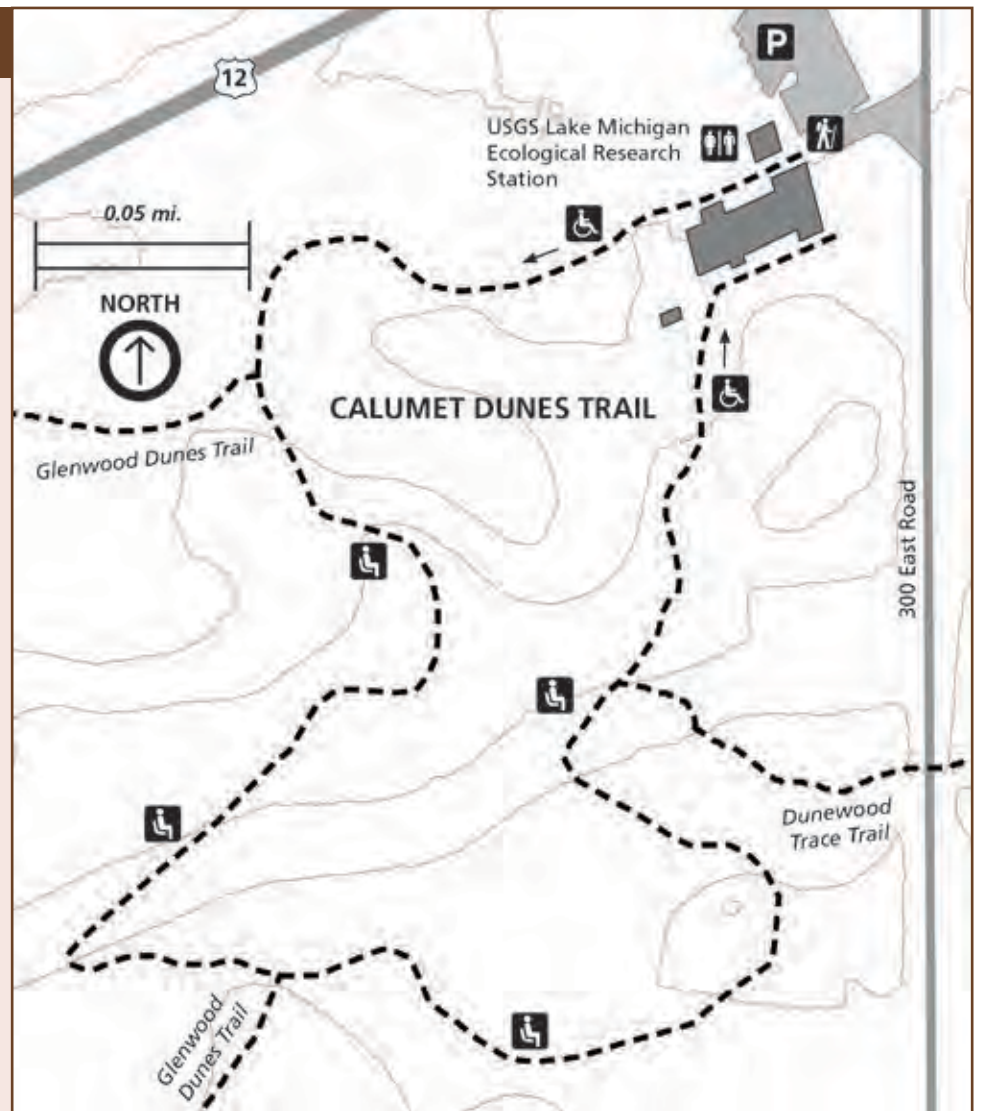 P
12
USGS Lake Michigan
Ecological Research
Station
0.05 mi.
NORTH
CALUMET DUNES TRAIL
Glenwood Dunes Trail
300 East Road
Dunewood
Trace Trail
Glenwood
Dunes Trail